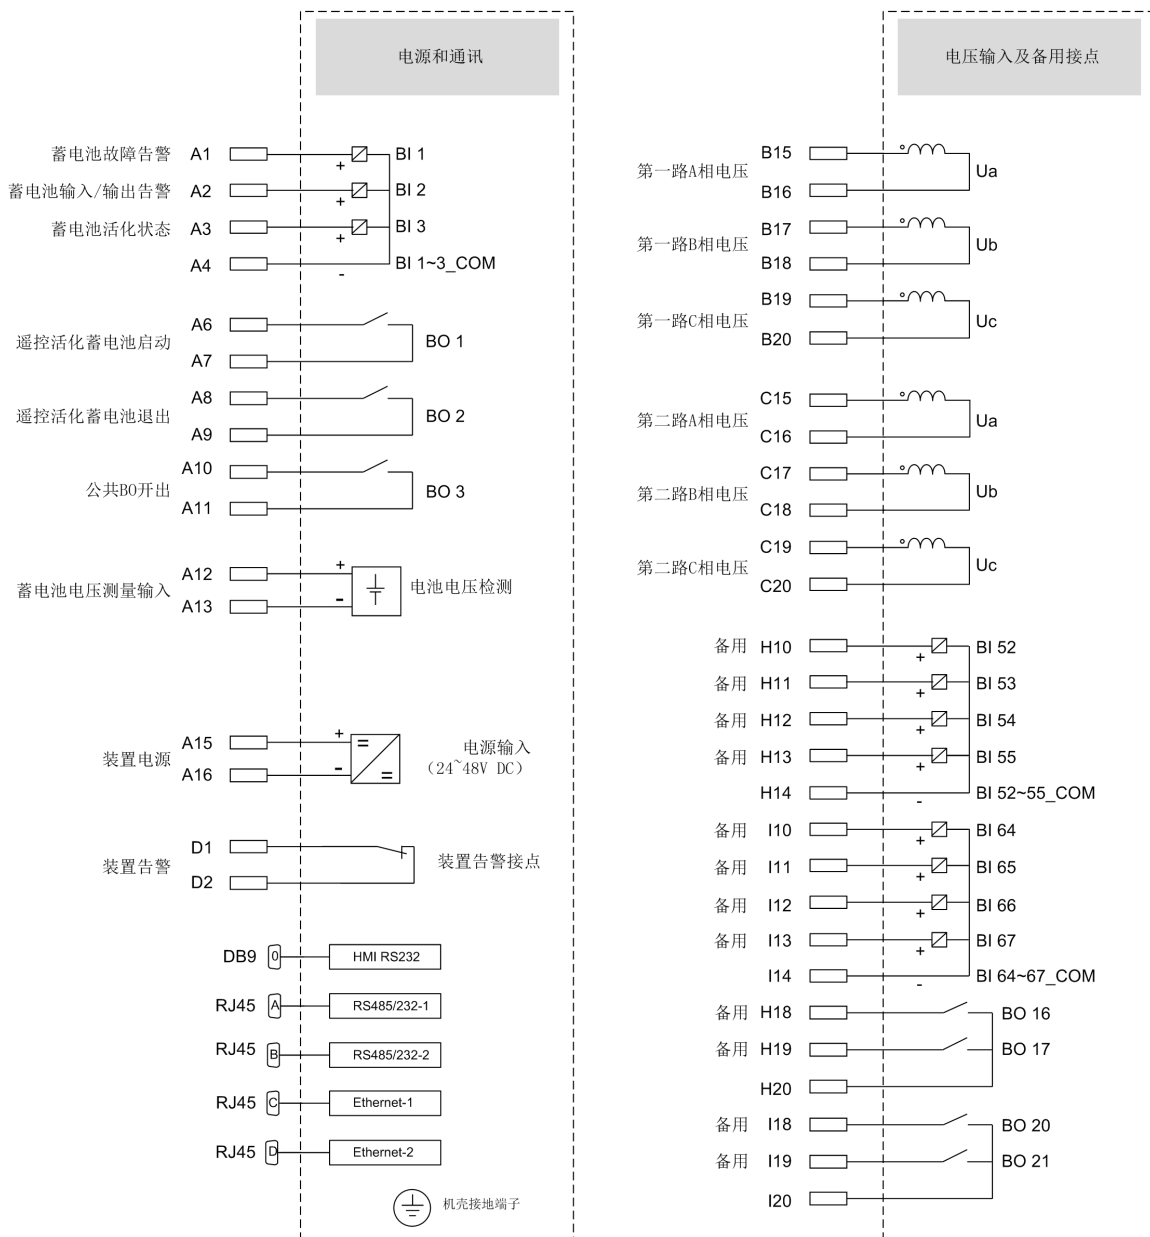 电源和通讯
蓄电池故障告警 A1 + BI 1
蓄电池输入/输出告警 A2 + BI 2
蓄电池活化状态 A3 + BI 3
A4 - BI 1~3_COM
遥控活化蓄电池启动 A6 A7 BO 1
遥控活化蓄电池退出 A8 A9 BO 2
公共BO开出 A10 A11 BO 3
蓄电池电压测量输入 A12 + A13 - 电池电压检测
装置电源 A15 + A16 - 电源输入
(24~48V DC)
装置告警 D1 D2 装置告警接点
DB9 0 HMI RS232
RJ45 A RS485/232-1
RJ45 B RS485/232-2
RJ45 C Ethernet-1
RJ45 D Ethernet-2
机壳接地端子
电压输入及备用接点
第一路A相电压 B15 B16 Ua
第一路B相电压 B17 B18 Ub
第一路C相电压 B19 B20 Uc
第二路A相电压 C15 C16 Ua
第二路B相电压 C17 C18 Ub
第二路C相电压 C19 C20 Uc
备用 H10 + BI 52
备用 H11 + BI 53
备用 H12 + BI 54
备用 H13 + BI 55
H14 - BI 52~55_COM
备用 I10 + BI 64
备用 I11 + BI 65
备用 I12 + BI 66
备用 I13 + BI 67
I14 - BI 64~67_COM
备用 H18 BO 16
备用 H19 BO 17
H20
备用 I18 BO 20
备用 I19 BO 21
I20